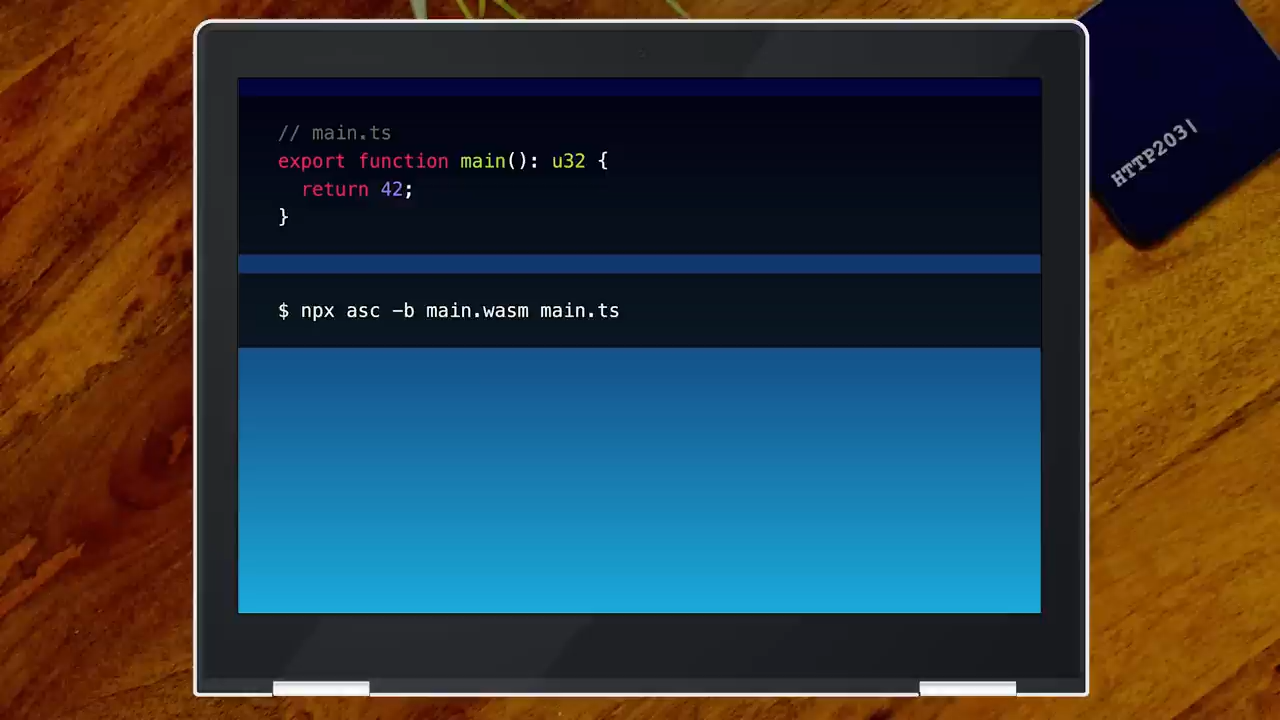 // main.ts
export function main(): u32 {
  return 42;
}
$ npx asc -b main.wasm main.ts
HTTP203|